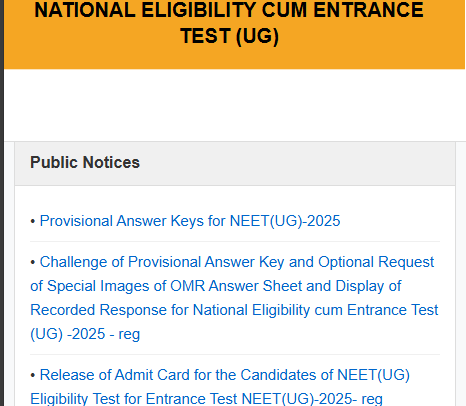 NATIONAL ELIGIBILITY CUM ENTRANCE
TEST (UG)
Public Notices
• Provisional Answer Keys for NEET(UG)-2025
• Challenge of Provisional Answer Key and Optional Request
of Special Images of OMR Answer Sheet and Display of
Recorded Response for National Eligibility cum Entrance Test
(UG) -2025 - reg
• Release of Admit Card for the Candidates of NEET(UG)
Eligibility Test for Entrance Test NEET(UG)-2025- reg